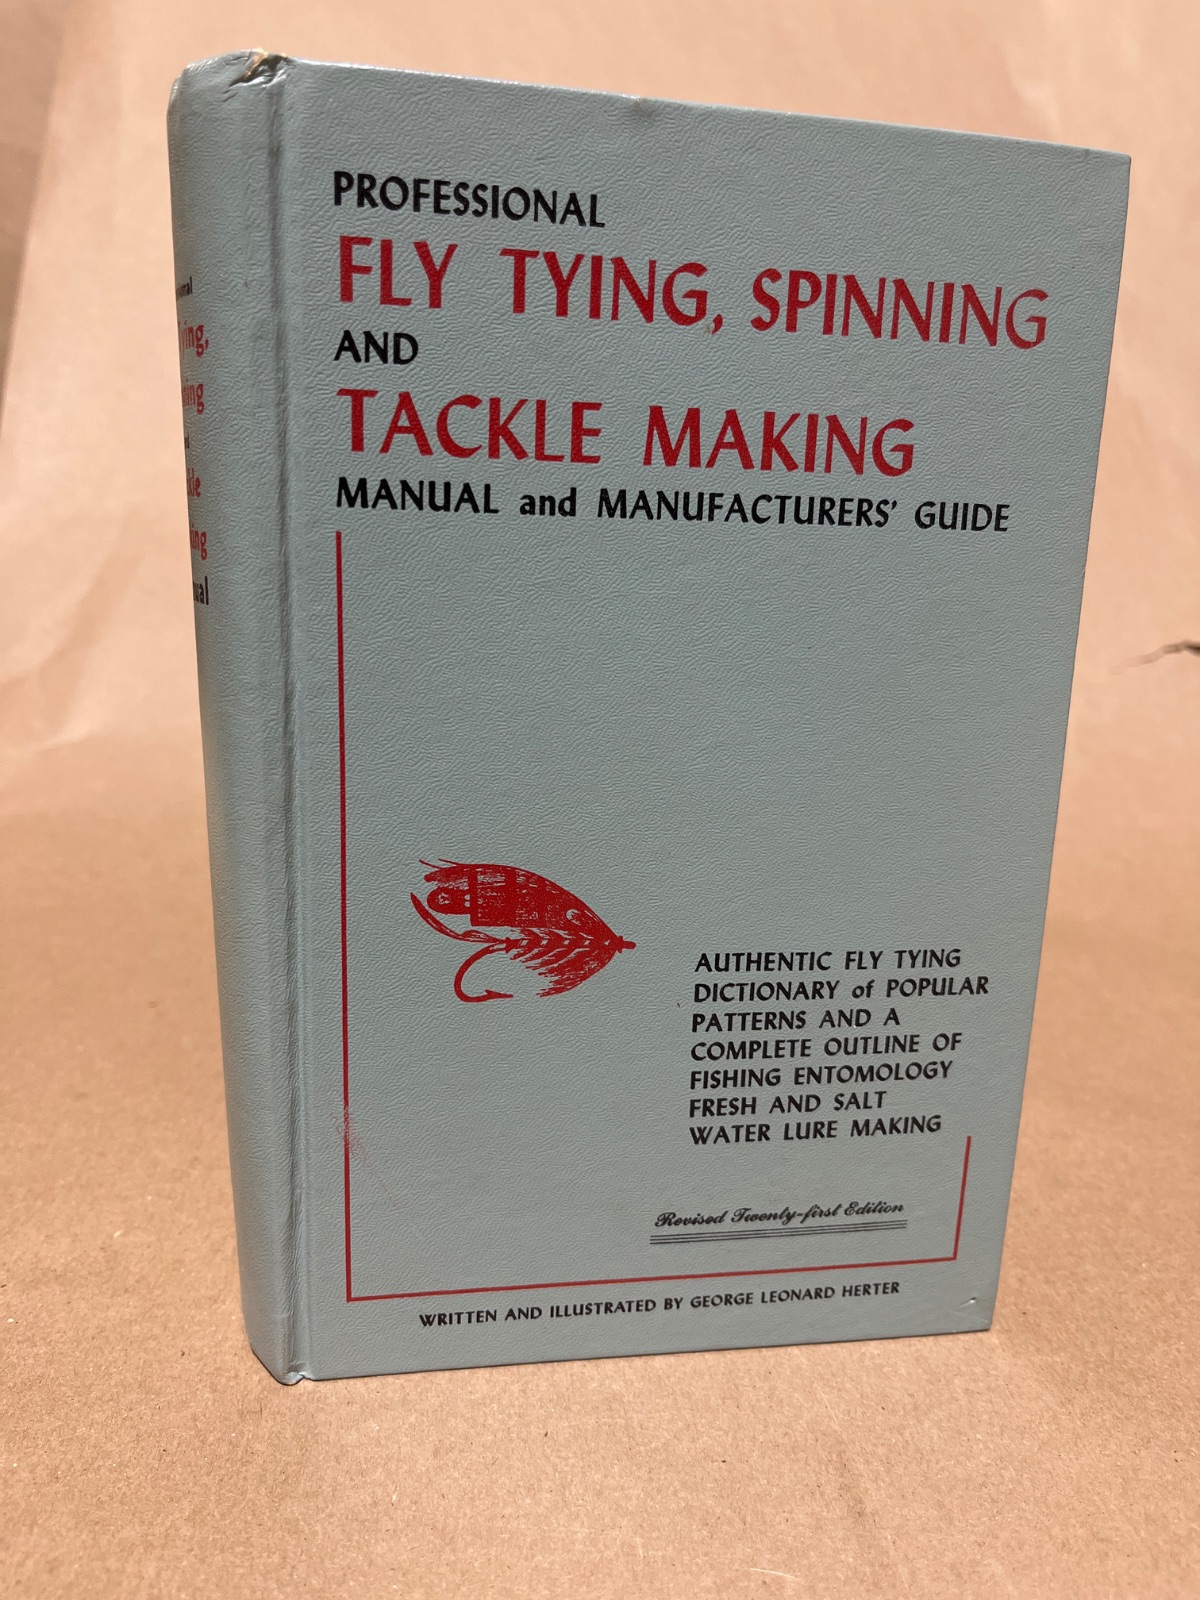 PROFESSIONAL
FLY TYING, SPINNING
AND
TACKLE MAKING
MANUAL and MANUFACTURERS' GUIDE
AUTHENTIC FLY TYING
DICTIONARY of POPULAR
PATTERNS AND A
COMPLETE OUTLINE OF
FISHING ENTOMOLOGY
FRESH AND SALT
WATER LURE MAKING
Revised Twenty-first Edition
WRITTEN AND ILLUSTRATED BY GEORGE LEONARD HERTER